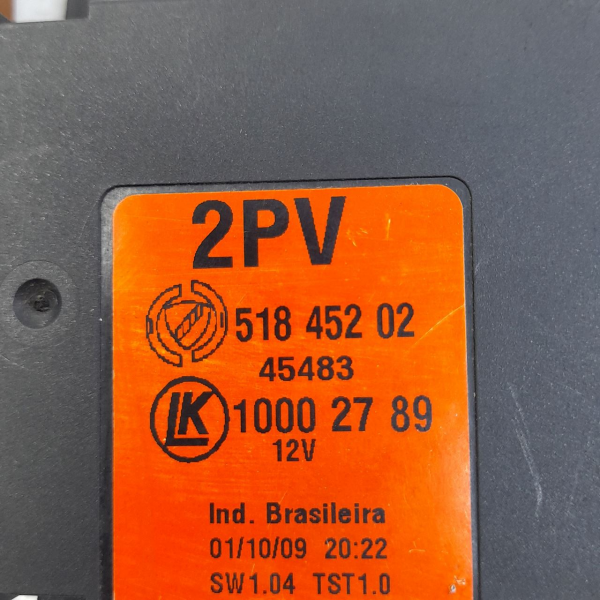 2PV
518 452 02
45483
LK 1000 27 89
12V
Ind. Brasileira
01/10/09 20:22
SW1.04 TST1.0